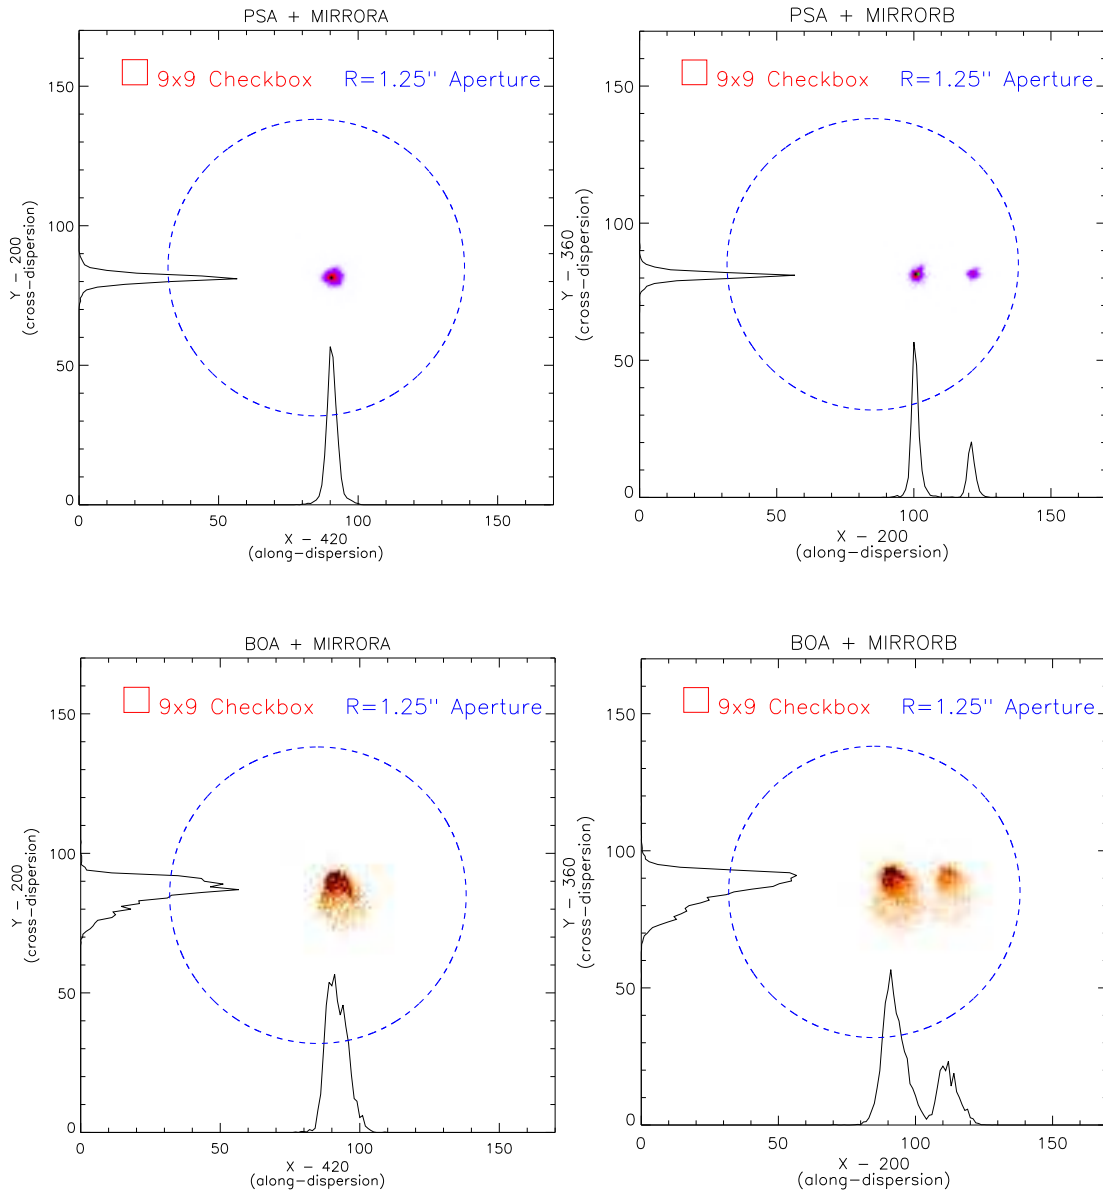 PSA + MIRRORA
9x9 Checkbox R=1.25" Aperture
150
100
50
0
Y - 200
(cross-dispersion)
0 50 100 150
X - 420
(along-dispersion)
PSA + MIRRORB
9x9 Checkbox R=1.25" Aperture
150
100
50
0
Y - 360
(cross-dispersion)
0 50 100 150
X - 200
(along-dispersion)
BOA + MIRRORA
9x9 Checkbox R=1.25" Aperture
150
100
50
0
Y - 200
(cross-dispersion)
0 50 100 150
X - 420
(along-dispersion)
BOA + MIRRORB
9x9 Checkbox R=1.25" Aperture
150
100
50
0
Y - 360
(cross-dispersion)
0 50 100 150
X - 200
(along-dispersion)